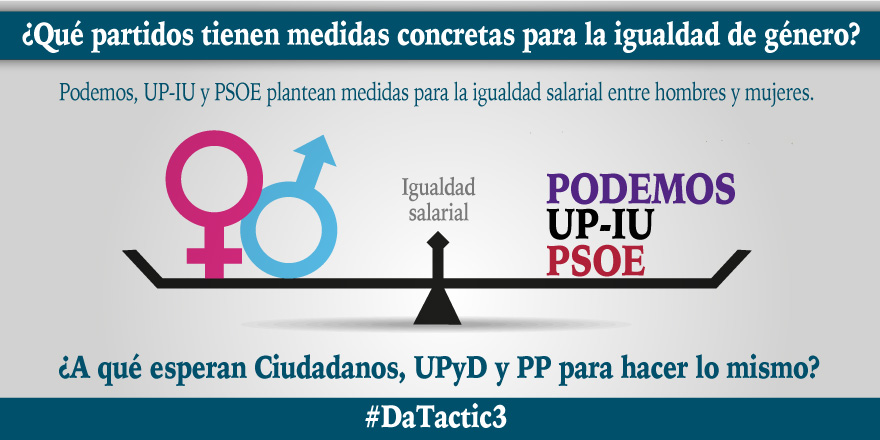 ¿Qué partidos tienen medidas concretas para la igualdad de género?
Podemos, UP-IU y PSOE plantean medidas para la igualdad salarial entre hombres y mujeres.
Igualdad
salarial
PODEMOS
UP-IU
PSOE
¿A qué esperan Ciudadanos, UPyD y PP para hacer lo mismo?
#DaTactic3